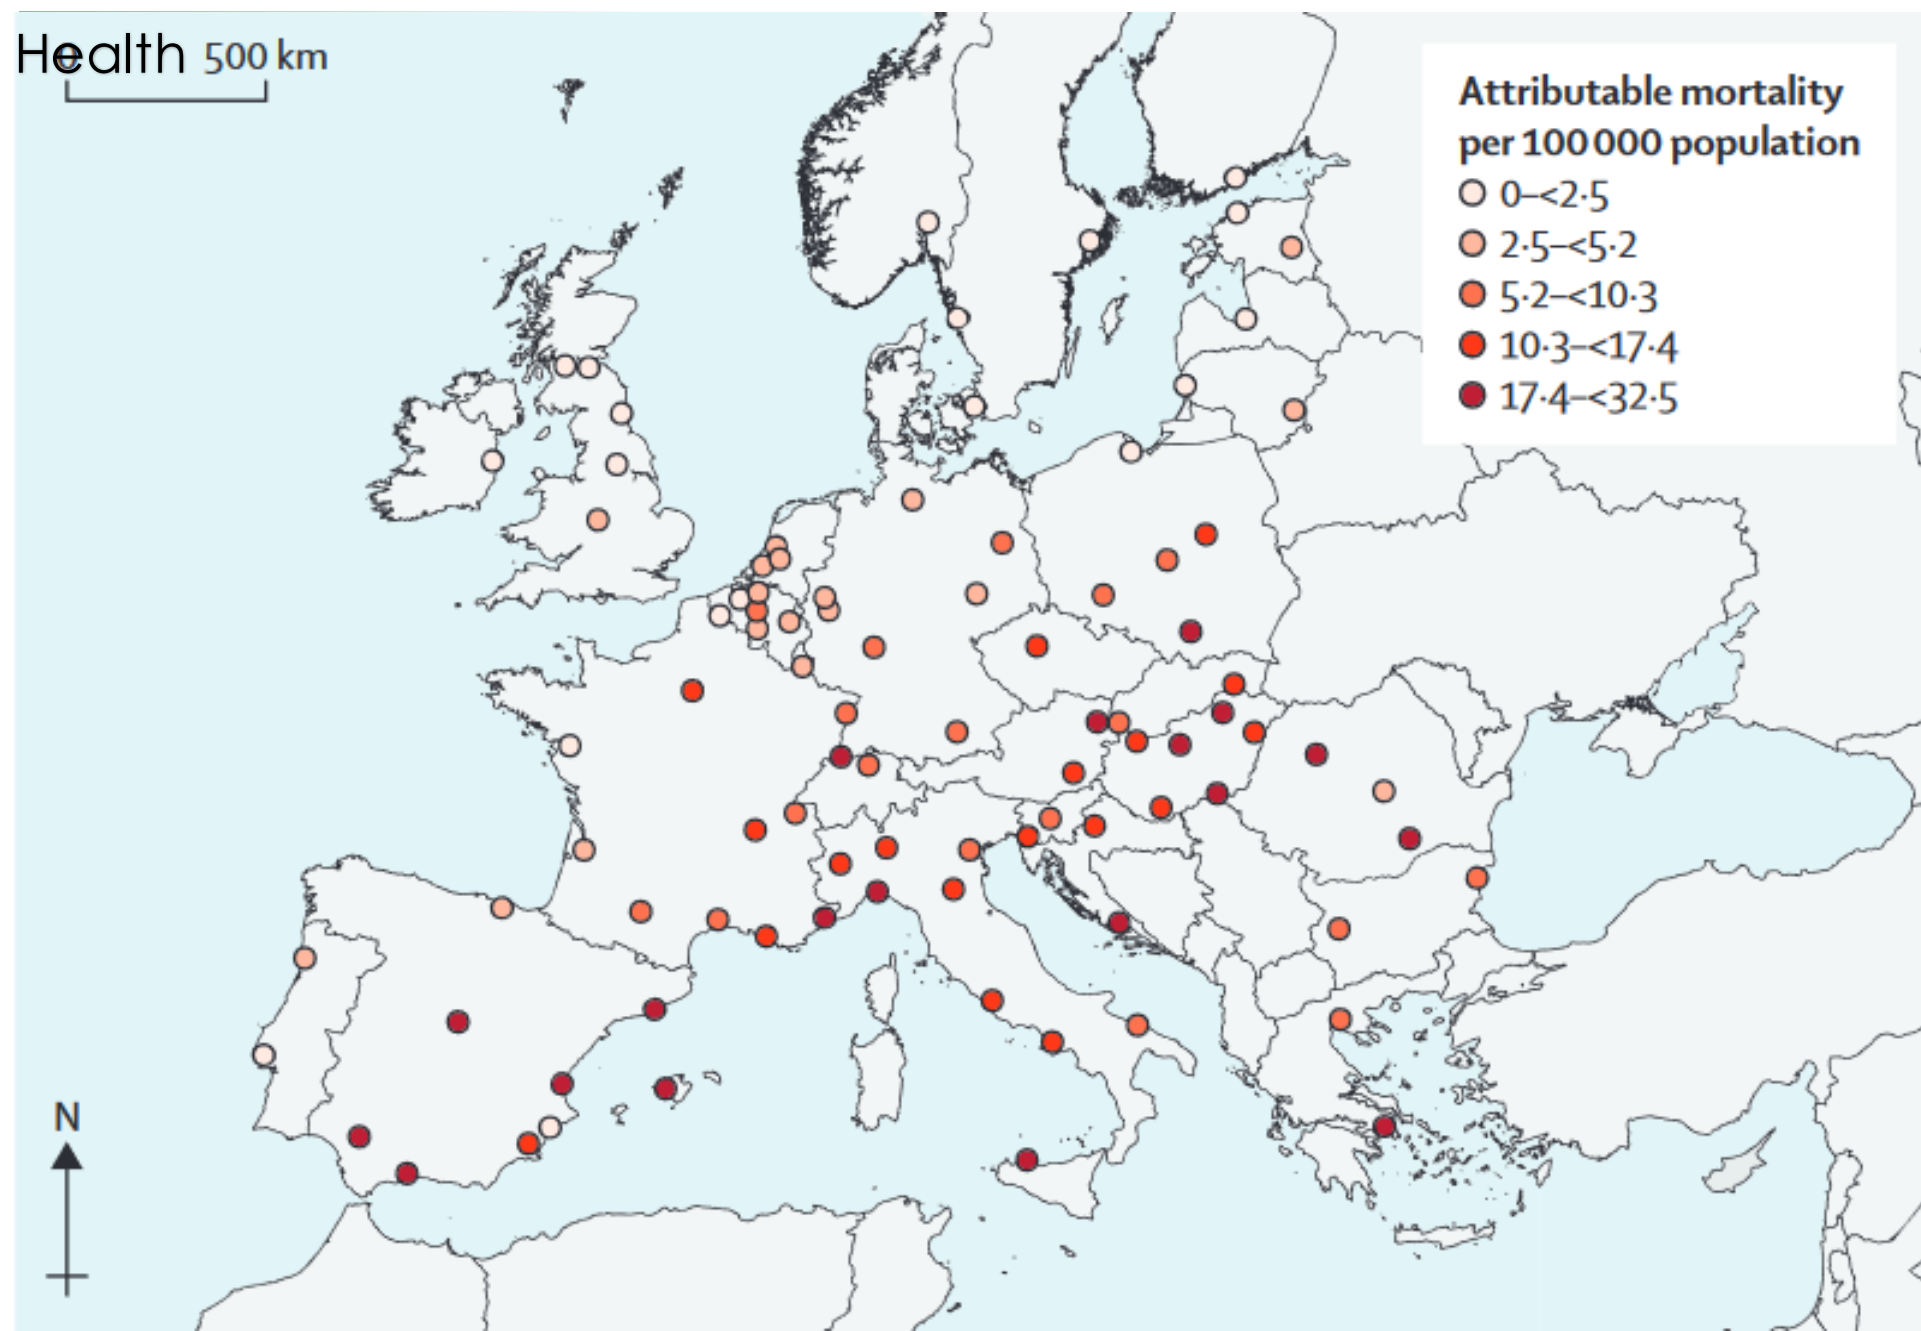 Health
0 500 km
Attributable mortality
per 100 000 population
0–<2·5
2·5–<5·2
5·2–<10·3
10·3–<17·4
17·4–<32·5
N